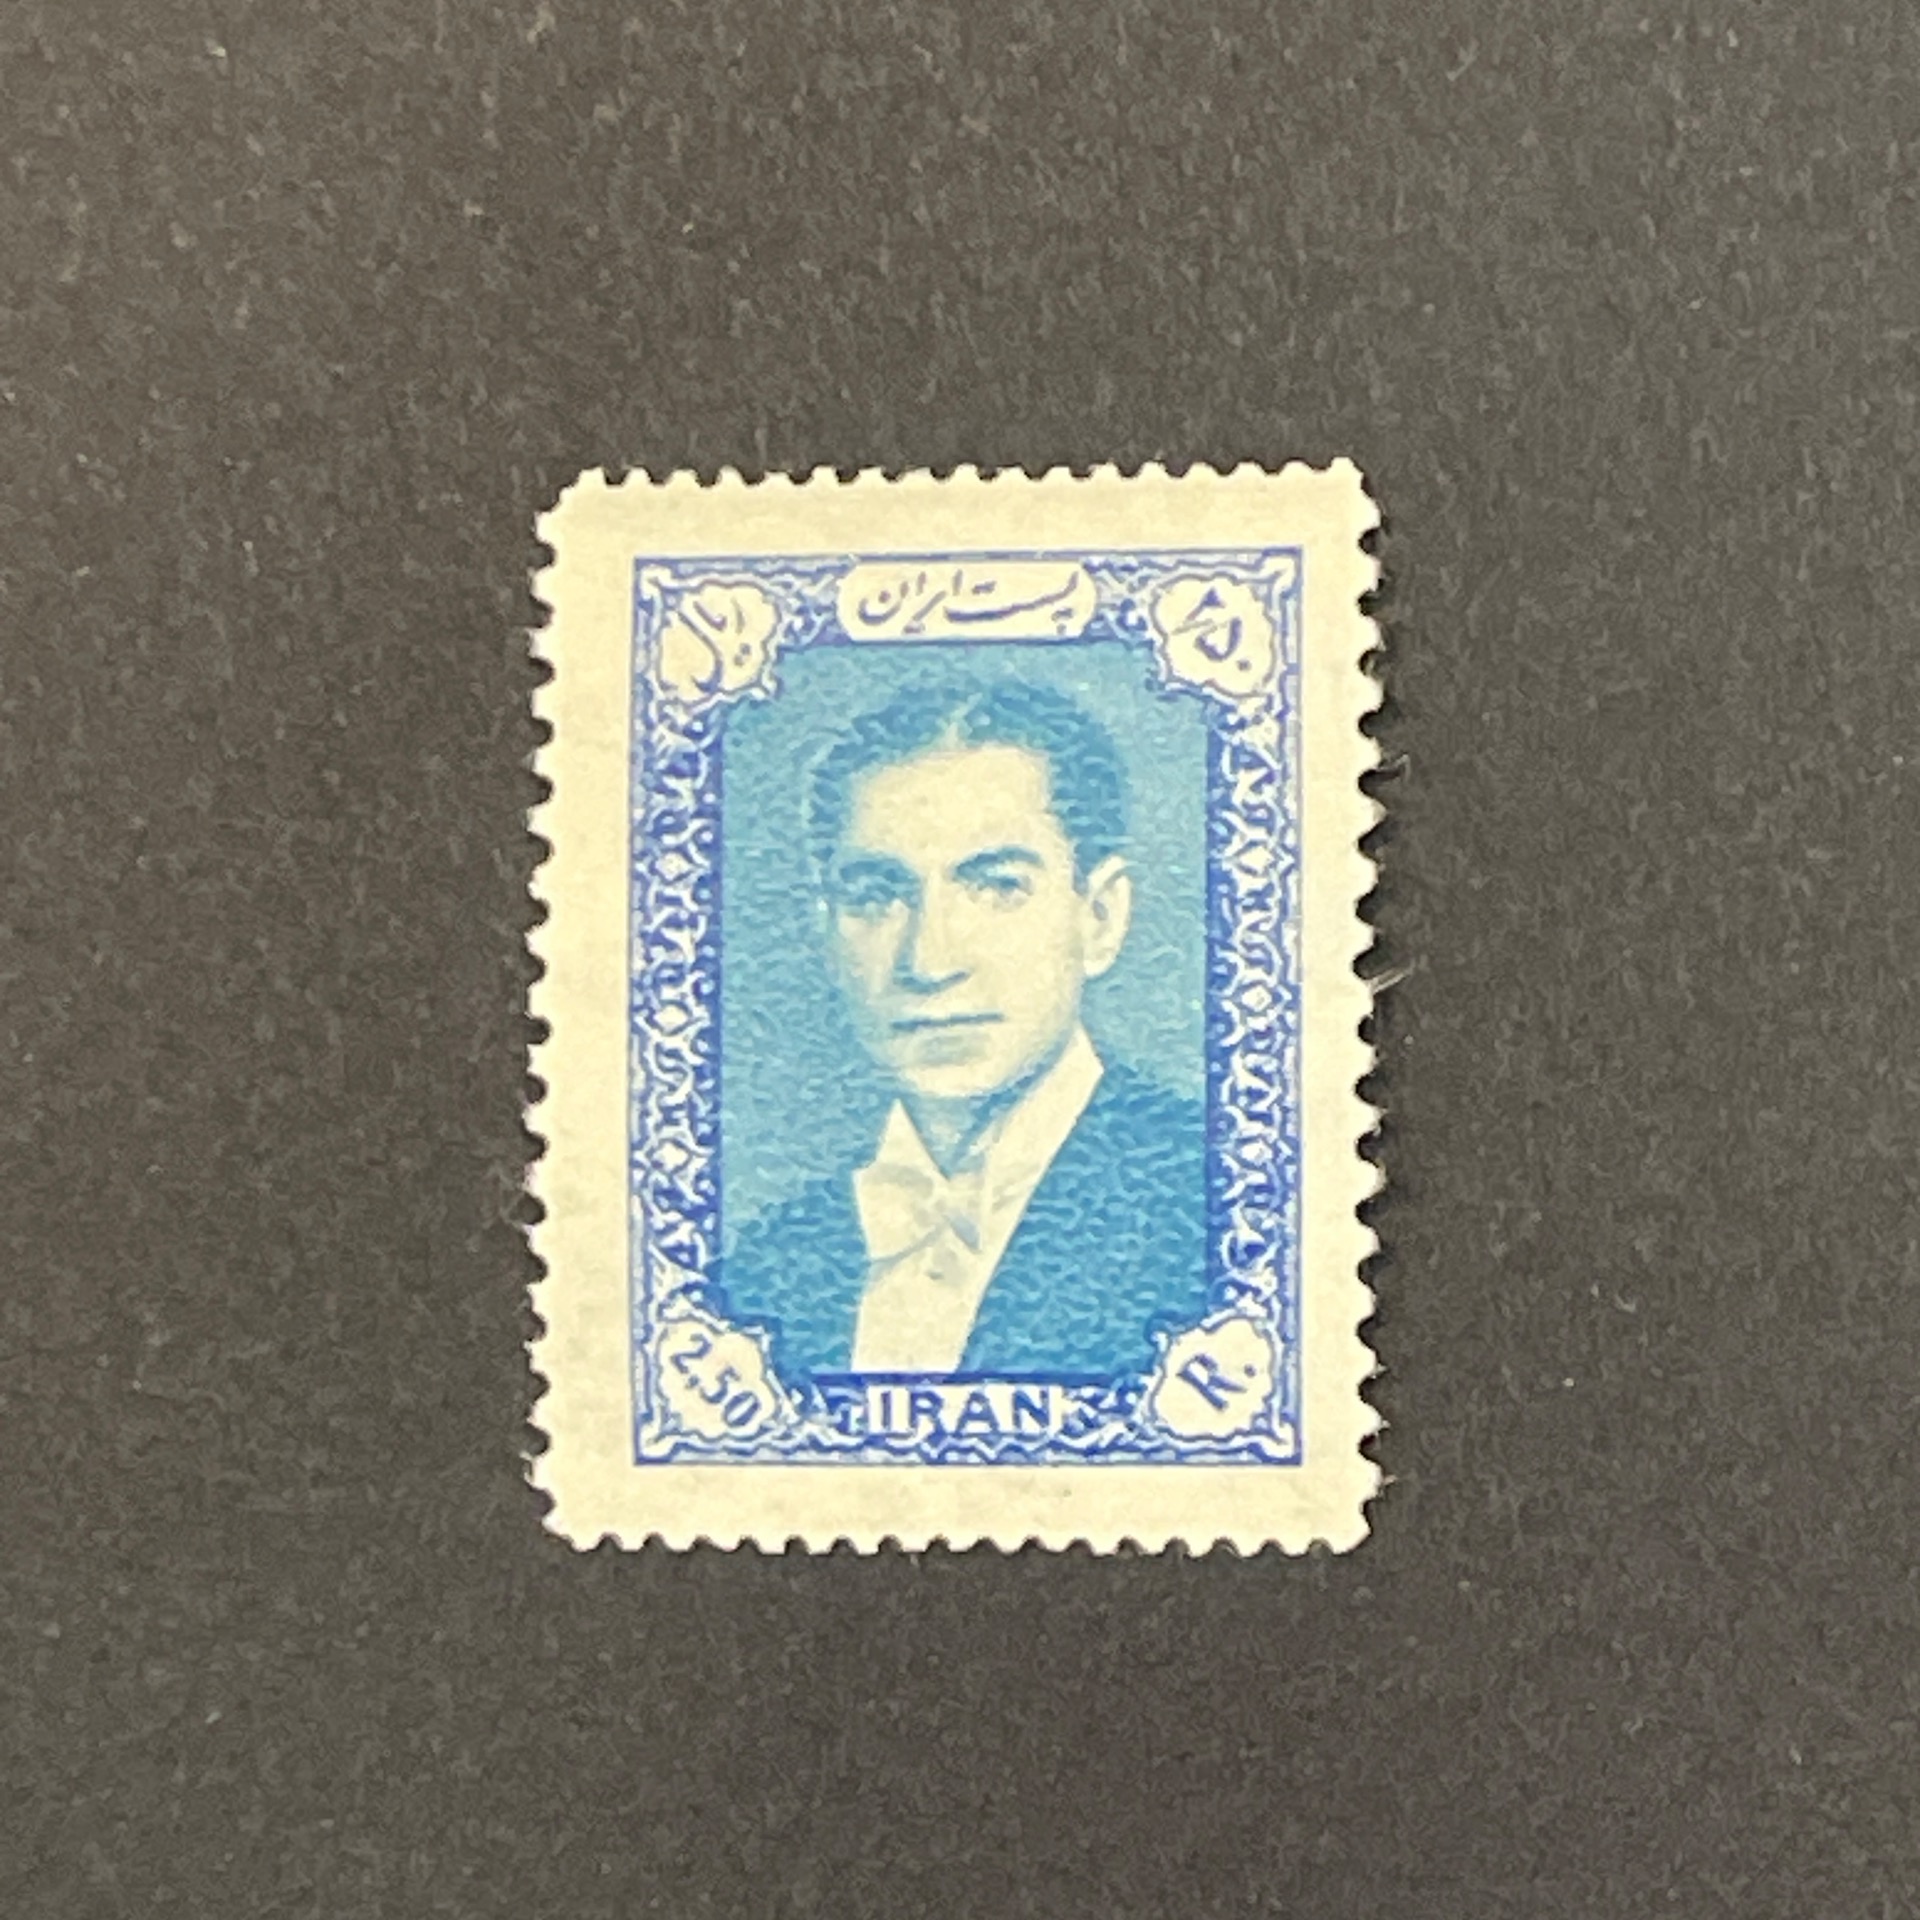 پست ایران
۲/۵۰
ریال
2,50
R.
IRAN